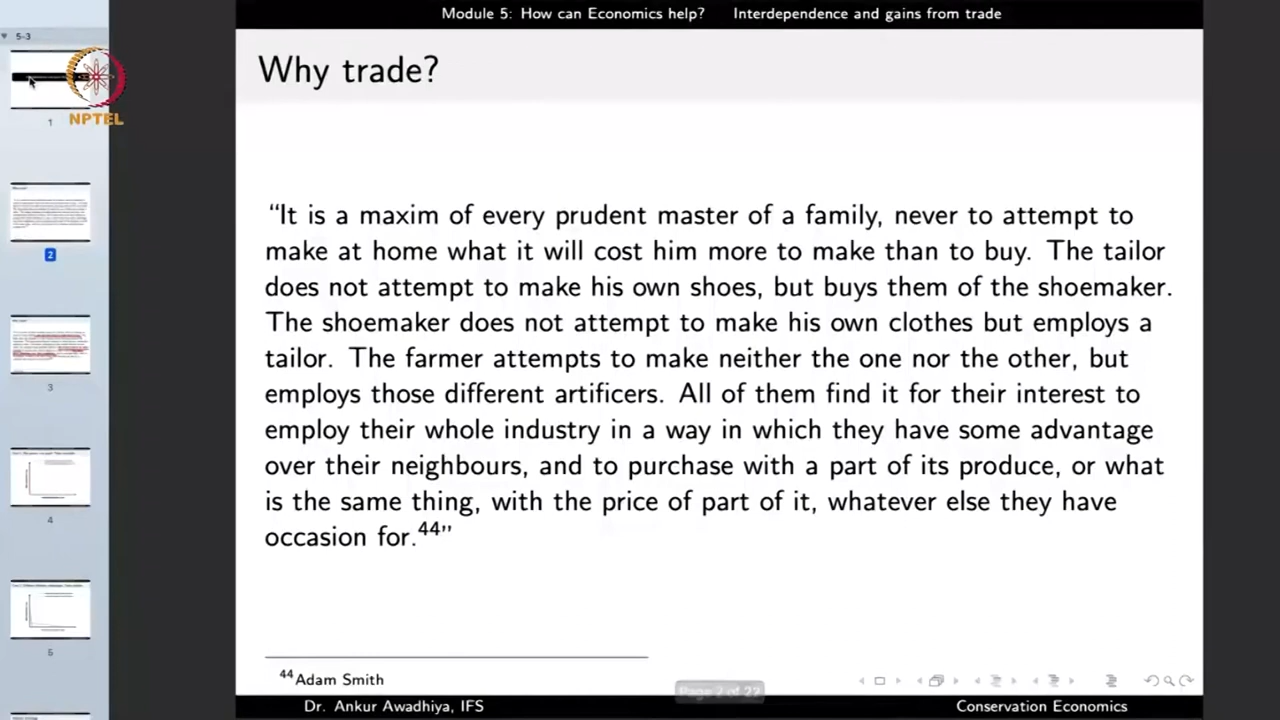 Module 5: How can Economics help? Interdependence and gains from trade
5-3
NPTEL
Why trade?
1
2
3
4
5
“It is a maxim of every prudent master of a family, never to attempt to
make at home what it will cost him more to make than to buy. The tailor
does not attempt to make his own shoes, but buys them of the shoemaker.
The shoemaker does not attempt to make his own clothes but employs a
tailor. The farmer attempts to make neither the one nor the other, but
employs those different artificers. All of them find it for their interest to
employ their whole industry in a way in which they have some advantage
over their neighbours, and to purchase with a part of its produce, or what
is the same thing, with the price of part of it, whatever else they have
occasion for.44”
44Adam Smith
Page 2 of 22
Dr. Ankur Awadhiya, IFS Conservation Economics